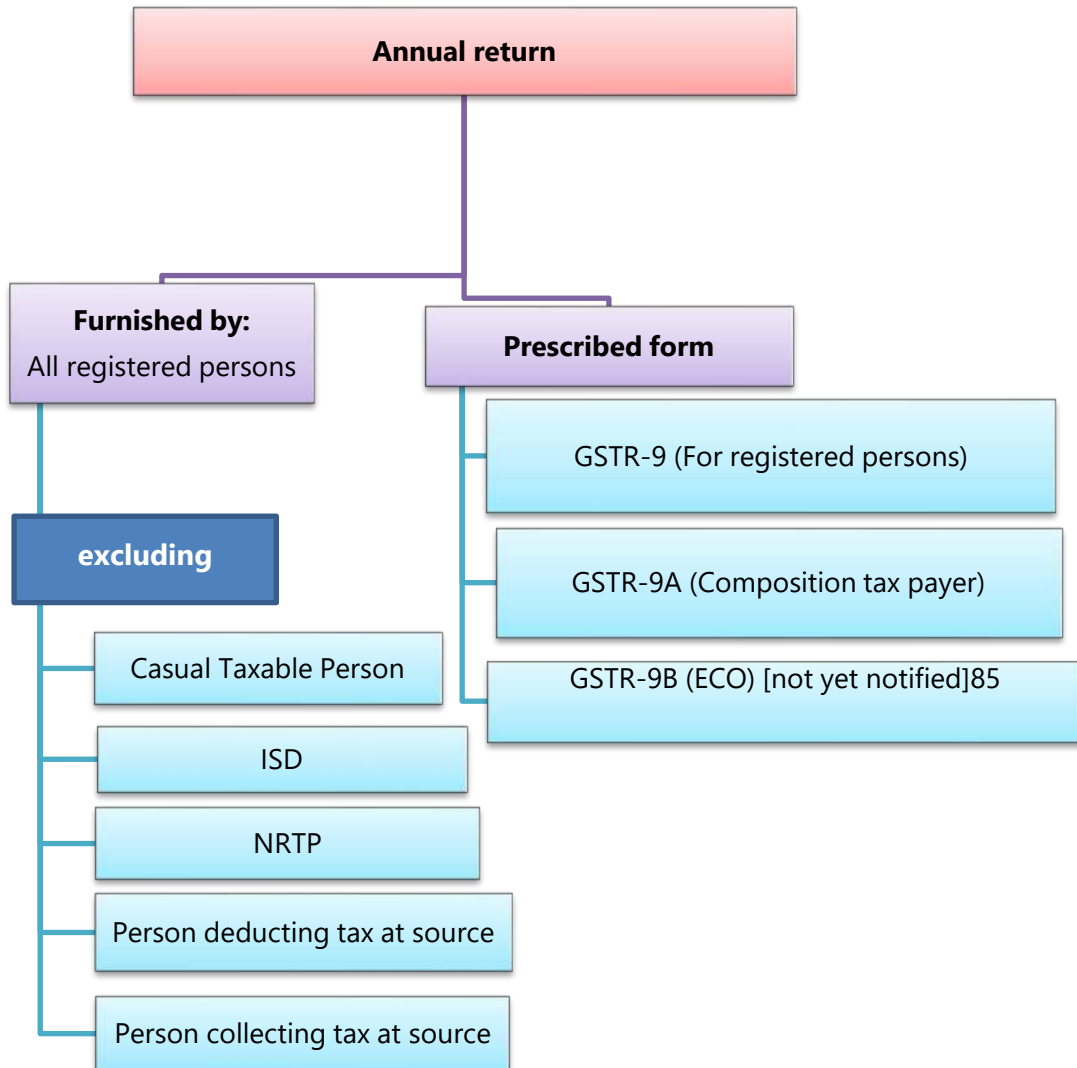 Annual return
Furnished by:
All registered persons
excluding
Casual Taxable Person
ISD
NRTP
Person deducting tax at source
Person collecting tax at source
Prescribed form
GSTR-9 (For registered persons)
GSTR-9A (Composition tax payer)
GSTR-9B (ECO) [not yet notified]85